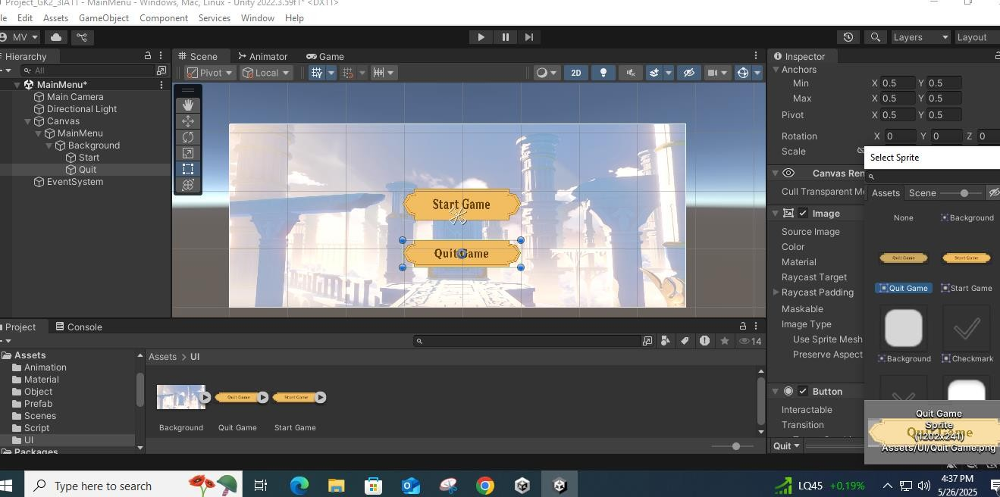 Project_GK2_3IA11 - MainMenu - Windows, Mac, Linux - Unity 2022.3.59f1* <DX11>
Edit Assets GameObject Component Services Window Help
MV
Layers
Layout
Hierarchy
All
MainMenu*
Main Camera
Directional Light
Canvas
MainMenu
Background
Start
Quit
EventSystem
Scene
Animator
Game
Pivot
Local
2D
Start Game
Quit Game
Inspector
Anchors
Min X 0.5 Y 0.5
Max X 0.5 Y 0.5
Pivot X 0.5 Y 0.5
Rotation X 0 Y 0 Z 0
Scale
Canvas Ren
Cull Transparent M
Image
Source Image
Color
Material
Raycast Target
Raycast Padding
Maskable
Image Type
Use Sprite Mesh
Preserve Aspect
Button
Interactable
Transition
Quit
Select Sprite
Assets
Scene
None
Background
Quit Game
Start Game
Quit Game
Start Game
Background
Checkmark
Quit Game
Quit Game
Sprite
(1202x241)
Assets/UI/Quit Game.png
Project
Console
14
Assets
Animation
Material
Object
Prefab
Scenes
Script
UI
Packages
Assets > UI
Quit Game
Start Game
Background
Quit Game
Start Game
Type here to search
LQ45 +0,19%
4:37 PM
5/26/2025